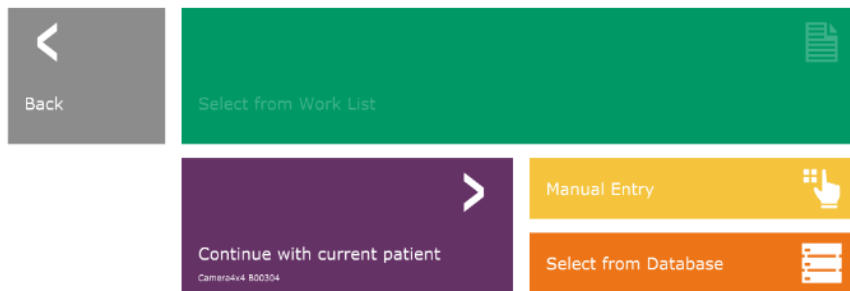 Back
Select from Work List
Continue with current patient
Camera4x4 B00304
Manual Entry
Select from Database